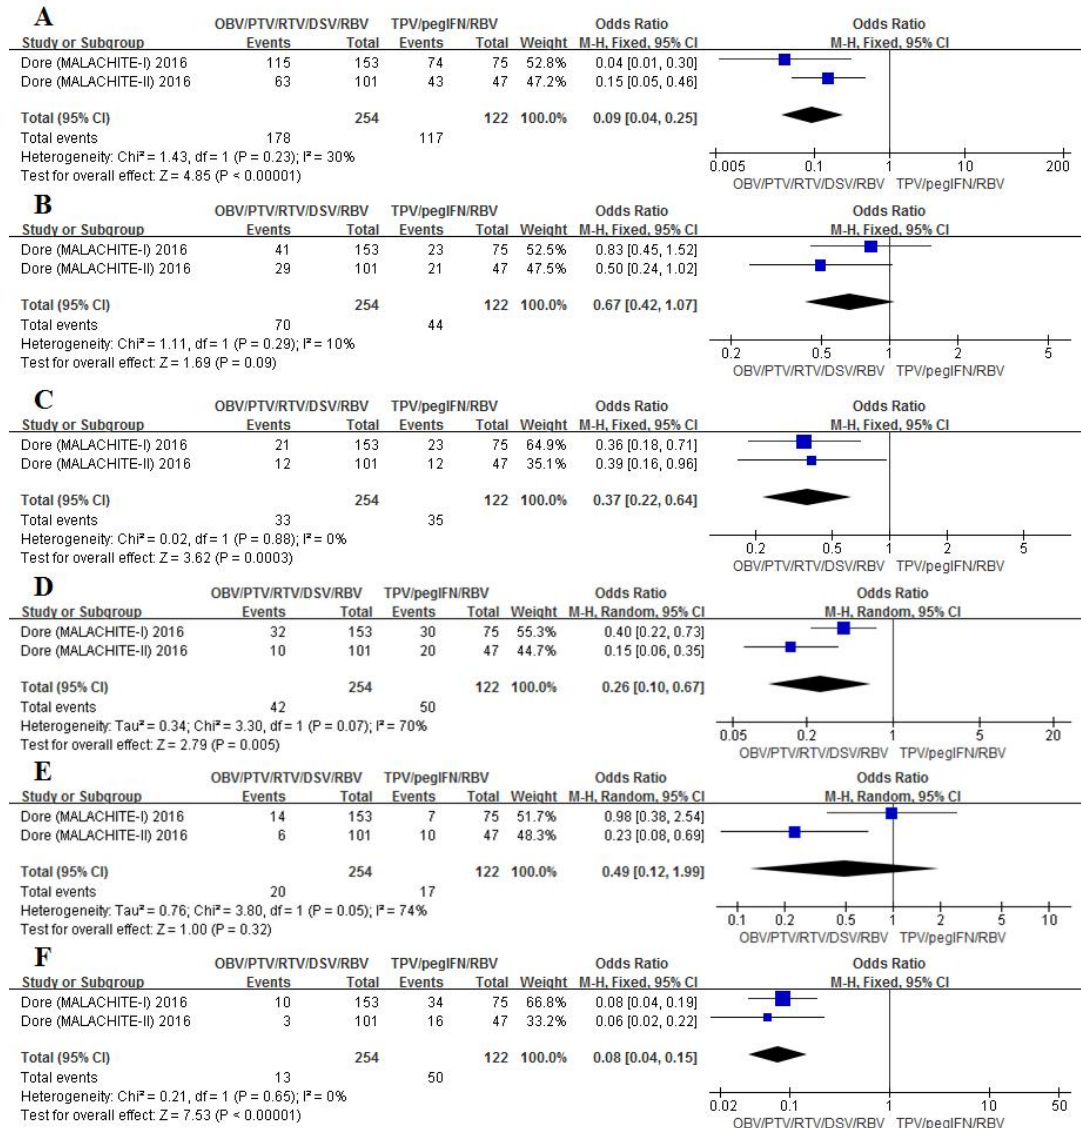 A
OBV/PTV/RTV/DSV/RBV TPV/pegIFN/RBV Odds Ratio Odds Ratio
Study or Subgroup Events Total Events Total Weight M-H, Fixed, 95% CI M-H, Fixed, 95% CI
Dore (MALACHITE-I) 2016 115 153 74 75 52.8% 0.04 [0.01, 0.30]
Dore (MALACHITE-II) 2016 63 101 43 47 47.2% 0.15 [0.05, 0.46]
Total (95% CI) 254 122 100.0% 0.09 [0.04, 0.25]
Total events 178 117
Heterogeneity: Chi² = 1.43, df = 1 (P = 0.23); I² = 30%
Test for overall effect: Z = 4.85 (P < 0.00001)
0.005 0.1 1 10 200
OBV/PTV/RTV/DSV/RBV TPV/pegIFN/RBV
B
OBV/PTV/RTV/DSV/RBV TPV/pegIFN/RBV Odds Ratio Odds Ratio
Study or Subgroup Events Total Events Total Weight M-H, Fixed, 95% CI M-H, Fixed, 95% CI
Dore (MALACHITE-I) 2016 41 153 23 75 52.5% 0.83 [0.45, 1.52]
Dore (MALACHITE-II) 2016 29 101 21 47 47.5% 0.50 [0.24, 1.02]
Total (95% CI) 254 122 100.0% 0.67 [0.42, 1.07]
Total events 70 44
Heterogeneity: Chi² = 1.11, df = 1 (P = 0.29); I² = 10%
Test for overall effect: Z = 1.69 (P = 0.09)
0.2 0.5 1 2 5
OBV/PTV/RTV/DSV/RBV TPV/pegIFN/RBV
C
OBV/PTV/RTV/DSV/RBV TPV/pegIFN/RBV Odds Ratio Odds Ratio
Study or Subgroup Events Total Events Total Weight M-H, Fixed, 95% CI M-H, Fixed, 95% CI
Dore (MALACHITE-I) 2016 21 153 23 75 64.9% 0.36 [0.18, 0.71]
Dore (MALACHITE-II) 2016 12 101 12 47 35.1% 0.39 [0.16, 0.96]
Total (95% CI) 254 122 100.0% 0.37 [0.22, 0.64]
Total events 33 35
Heterogeneity: Chi² = 0.02, df = 1 (P = 0.88); I² = 0%
Test for overall effect: Z = 3.62 (P = 0.0003)
0.2 0.5 1 2 5
OBV/PTV/RTV/DSV/RBV TPV/pegIFN/RBV
D
OBV/PTV/RTV/DSV/RBV TPV/pegIFN/RBV Odds Ratio Odds Ratio
Study or Subgroup Events Total Events Total Weight M-H, Random, 95% CI M-H, Random, 95% CI
Dore (MALACHITE-I) 2016 32 153 30 75 55.3% 0.40 [0.22, 0.73]
Dore (MALACHITE-II) 2016 10 101 20 47 44.7% 0.15 [0.06, 0.35]
Total (95% CI) 254 122 100.0% 0.26 [0.10, 0.67]
Total events 42 50
Heterogeneity: Tau² = 0.34; Chi² = 3.30, df = 1 (P = 0.07); I² = 70%
Test for overall effect: Z = 2.79 (P = 0.005)
0.05 0.2 1 5 20
OBV/PTV/RTV/DSV/RBV TPV/pegIFN/RBV
E
OBV/PTV/RTV/DSV/RBV TPV/pegIFN/RBV Odds Ratio Odds Ratio
Study or Subgroup Events Total Events Total Weight M-H, Random, 95% CI M-H, Random, 95% CI
Dore (MALACHITE-I) 2016 14 153 7 75 51.7% 0.98 [0.38, 2.54]
Dore (MALACHITE-II) 2016 6 101 10 47 48.3% 0.23 [0.08, 0.69]
Total (95% CI) 254 122 100.0% 0.49 [0.12, 1.99]
Total events 20 17
Heterogeneity: Tau² = 0.76; Chi² = 3.80, df = 1 (P = 0.05); I² = 74%
Test for overall effect: Z = 1.00 (P = 0.32)
0.1 0.2 0.5 1 2 5 10
OBV/PTV/RTV/DSV/RBV TPV/pegIFN/RBV
F
OBV/PTV/RTV/DSV/RBV TPV/pegIFN/RBV Odds Ratio Odds Ratio
Study or Subgroup Events Total Events Total Weight M-H, Fixed, 95% CI M-H, Fixed, 95% CI
Dore (MALACHITE-I) 2016 10 153 34 75 66.8% 0.08 [0.04, 0.19]
Dore (MALACHITE-II) 2016 3 101 16 47 33.2% 0.06 [0.02, 0.22]
Total (95% CI) 254 122 100.0% 0.08 [0.04, 0.15]
Total events 13 50
Heterogeneity: Chi² = 0.21, df = 1 (P = 0.65); I² = 0%
Test for overall effect: Z = 7.53 (P < 0.00001)
0.02 0.1 1 10 50
OBV/PTV/RTV/DSV/RBV TPV/pegIFN/RBV